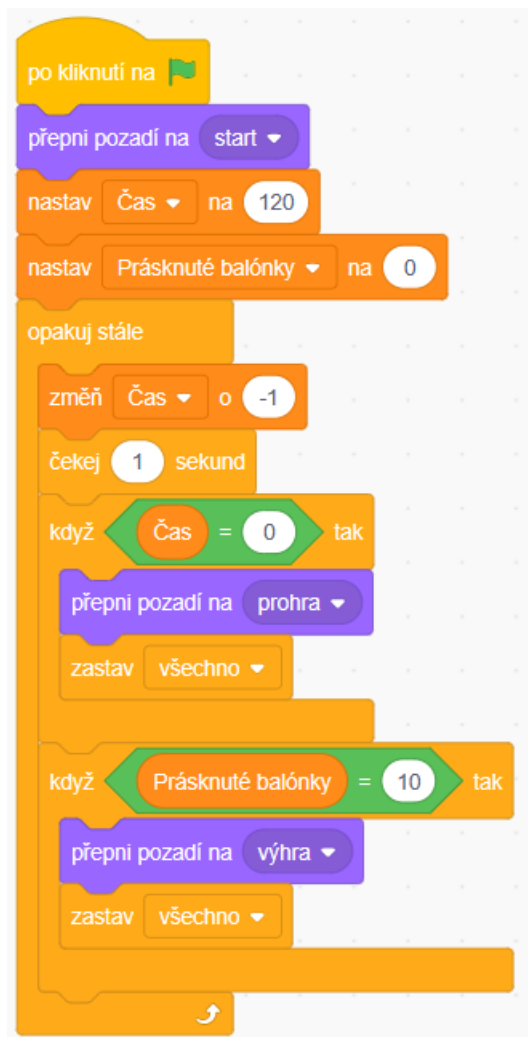 po kliknutí na
přepni pozadí na start
nastav Čas na 120
nastav Prásknuté balónky na 0
opakuj stále
změň Čas o -1
čekej 1 sekund
když Čas = 0 tak
přepni pozadí na prohra
zastav všechno
když Prásknuté balónky = 10 tak
přepni pozadí na výhra
zastav všechno